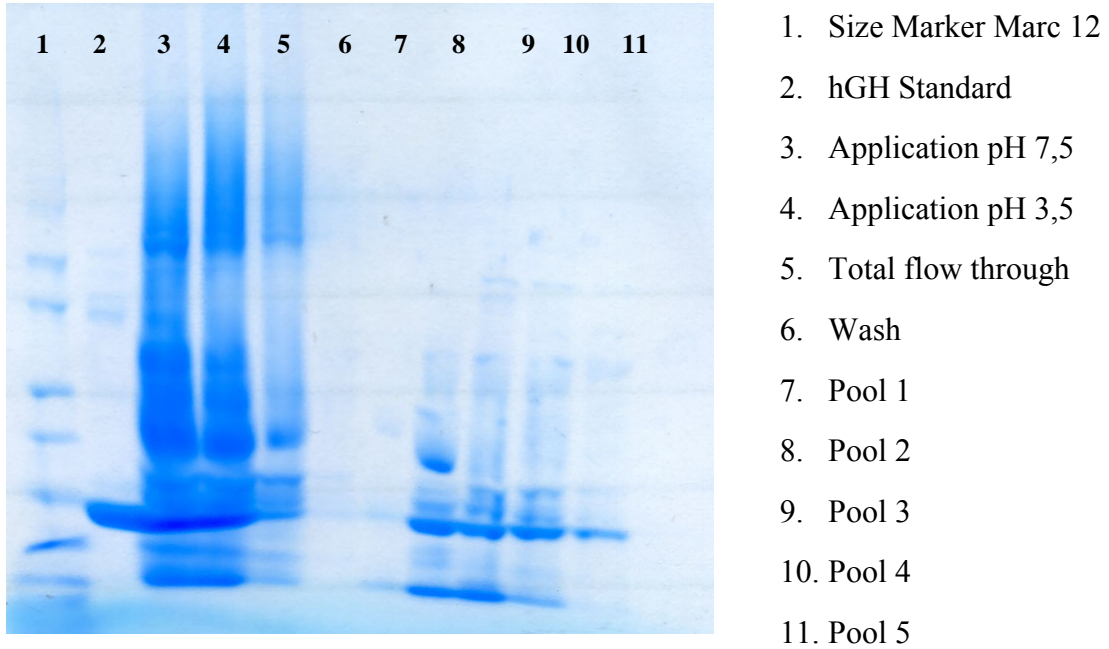 1 2 3 4 5 6 7 8 9 10 11
1. Size Marker Marc 12
2. hGH Standard
3. Application pH 7,5
4. Application pH 3,5
5. Total flow through
6. Wash
7. Pool 1
8. Pool 2
9. Pool 3
10. Pool 4
11. Pool 5